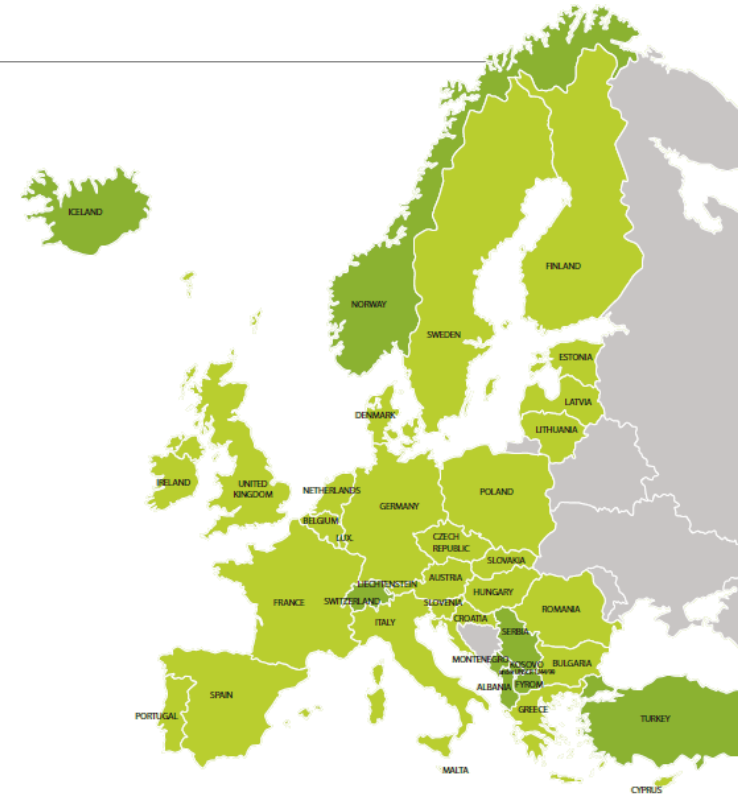 ICELAND
FINLAND
NORWAY
SWEDEN
ESTONIA
LATVIA
DENMARK
LITHUANIA
IRELAND
UNITED
KINGDOM
NETHERLANDS
POLAND
GERMANY
BELGIUM
LUX.
CZECH
REPUBLIC
SLOVAKIA
AUSTRIA
LIECHTENSTEIN
HUNGARY
FRANCE
SWITZERLAND
SLOVENIA
ROMANIA
CROATIA
ITALY
SERBIA
MONTENEGRO
KOSOVO
BULGARIA
ALBANIA
FYROM
SPAIN
GREECE
PORTUGAL
TURKEY
MALTA
CYPRUS